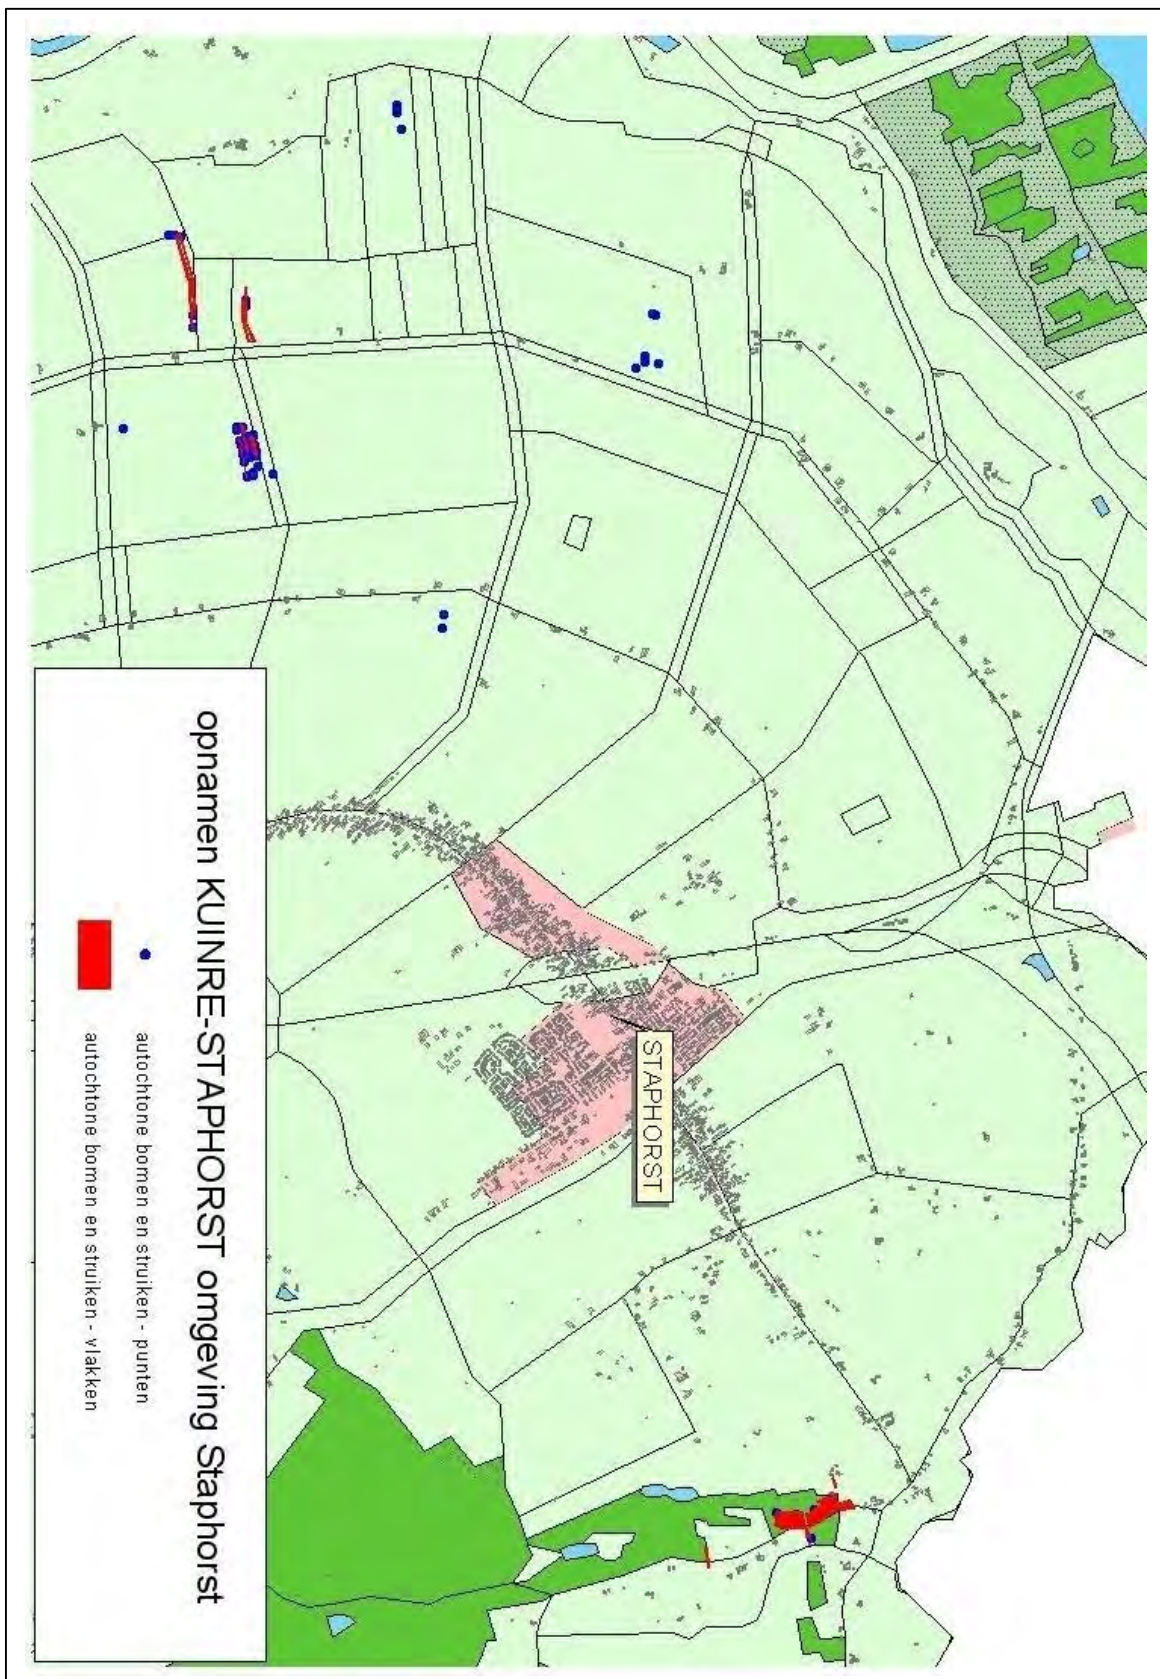 STAPHORST
opnamen KUINRE-STAPHORST omgeving Staphorst
autochtone bomen en struiken - punten
autochtone bomen en struiken - vlakken